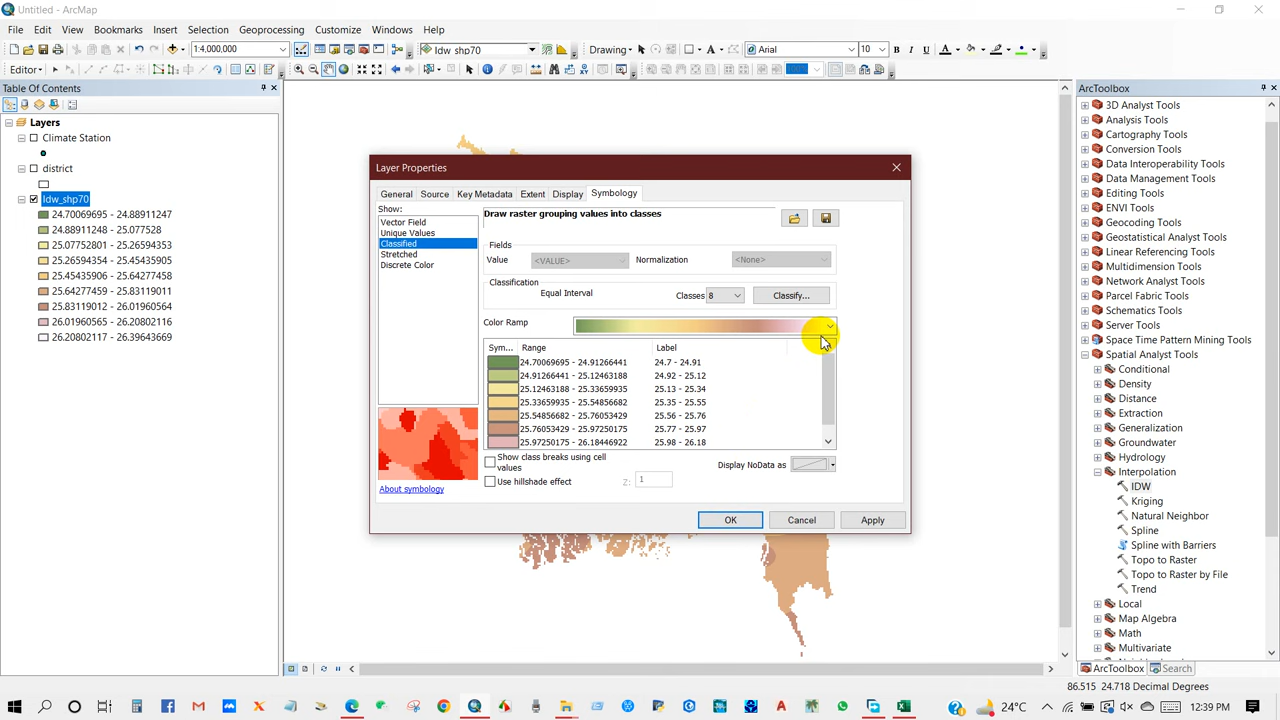 Untitled - ArcMap
File Edit View Bookmarks Insert Selection Geoprocessing Customize Windows Help
1:4,000,000
Idw_shp70
Drawing
Arial
10
B I U A
Editor
Table Of Contents
Layers
Climate Station
district
Idw_shp70
24.70069695 - 24.88911247
24.88911248 - 25.077528
25.07752801 - 25.26594353
25.26594354 - 25.45435905
25.45435906 - 25.64277458
25.64277459 - 25.83119011
25.83119012 - 26.01960564
26.01960565 - 26.20802116
26.20802117 - 26.39643669
Layer Properties
General Source Key Metadata Extent Display Symbology
Show:
Vector Field
Unique Values
Classified
Stretched
Discrete Color
About symbology
Draw raster grouping values into classes
Fields
Value <VALUE> Normalization <None>
Classification
Equal Interval Classes 8 Classify...
Color Ramp
Sym... Range Label
24.70069695 - 24.91266441 24.7 - 24.91
24.91266441 - 25.12463188 24.92 - 25.12
25.12463188 - 25.33659935 25.13 - 25.34
25.33659935 - 25.54856682 25.35 - 25.55
25.54856682 - 25.76053429 25.56 - 25.76
25.76053429 - 25.97250175 25.77 - 25.97
25.97250175 - 26.18446922 25.98 - 26.18
Show class breaks using cell values
Display NoData as
Use hillshade effect Z: 1
OK Cancel Apply
ArcToolbox
3D Analyst Tools
Analysis Tools
Cartography Tools
Conversion Tools
Data Interoperability Tools
Data Management Tools
Editing Tools
ENVI Tools
Geocoding Tools
Geostatistical Analyst Tools
Linear Referencing Tools
Multidimension Tools
Network Analyst Tools
Parcel Fabric Tools
Schematics Tools
Server Tools
Space Time Pattern Mining Tools
Spatial Analyst Tools
Conditional
Density
Distance
Extraction
Generalization
Groundwater
Hydrology
Interpolation
IDW
Kriging
Natural Neighbor
Spline
Spline with Barriers
Topo to Raster
Topo to Raster by File
Trend
Local
Map Algebra
Math
Multivariate
ArcToolbox Search
86.515 24.718 Decimal Degrees
24°C
12:39 PM